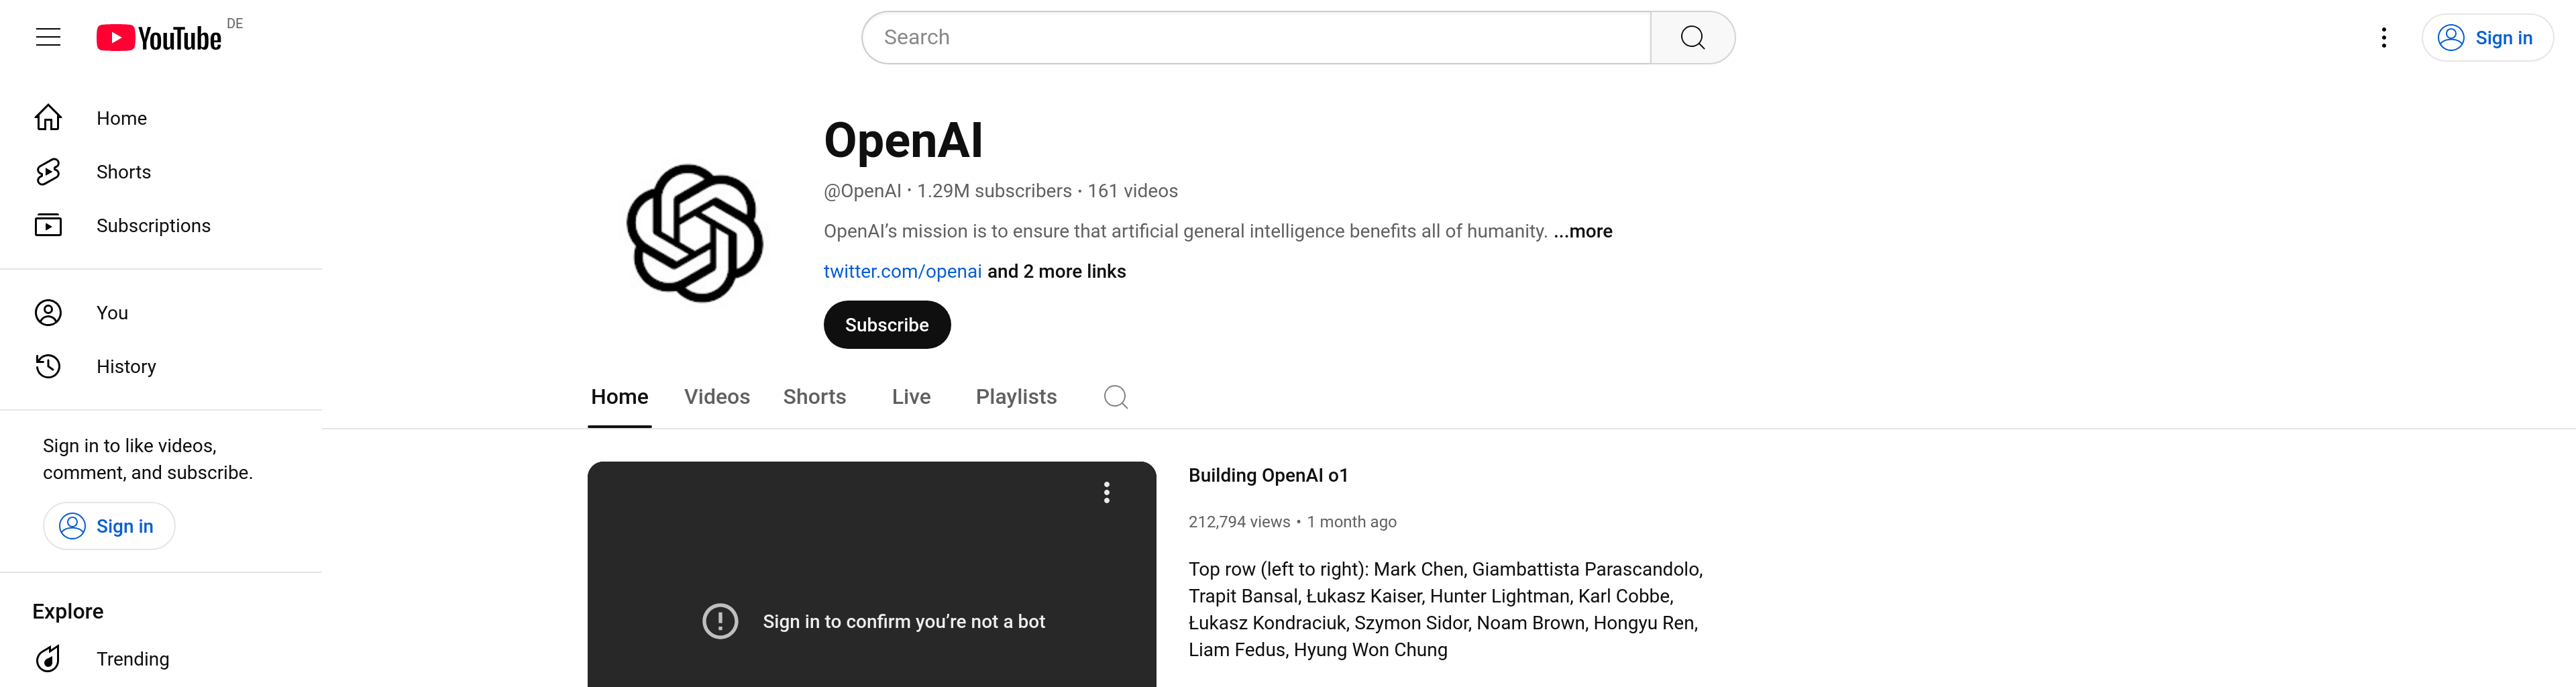 YouTube DE
Search
Sign in
Home
Shorts
Subscriptions
You
History
Sign in to like videos,
comment, and subscribe.
Sign in
Explore
Trending
OpenAI
@OpenAI • 1.29M subscribers • 161 videos
OpenAI’s mission is to ensure that artificial general intelligence benefits all of humanity. ...more
twitter.com/openai and 2 more links
Subscribe
Home Videos Shorts Live Playlists
Sign in to confirm you’re not a bot
Building OpenAI o1
212,794 views • 1 month ago
Top row (left to right): Mark Chen, Giambattista Parascandolo,
Trapit Bansal, Łukasz Kaiser, Hunter Lightman, Karl Cobbe,
Łukasz Kondraciuk, Szymon Sidor, Noam Brown, Hongyu Ren,
Liam Fedus, Hyung Won Chung